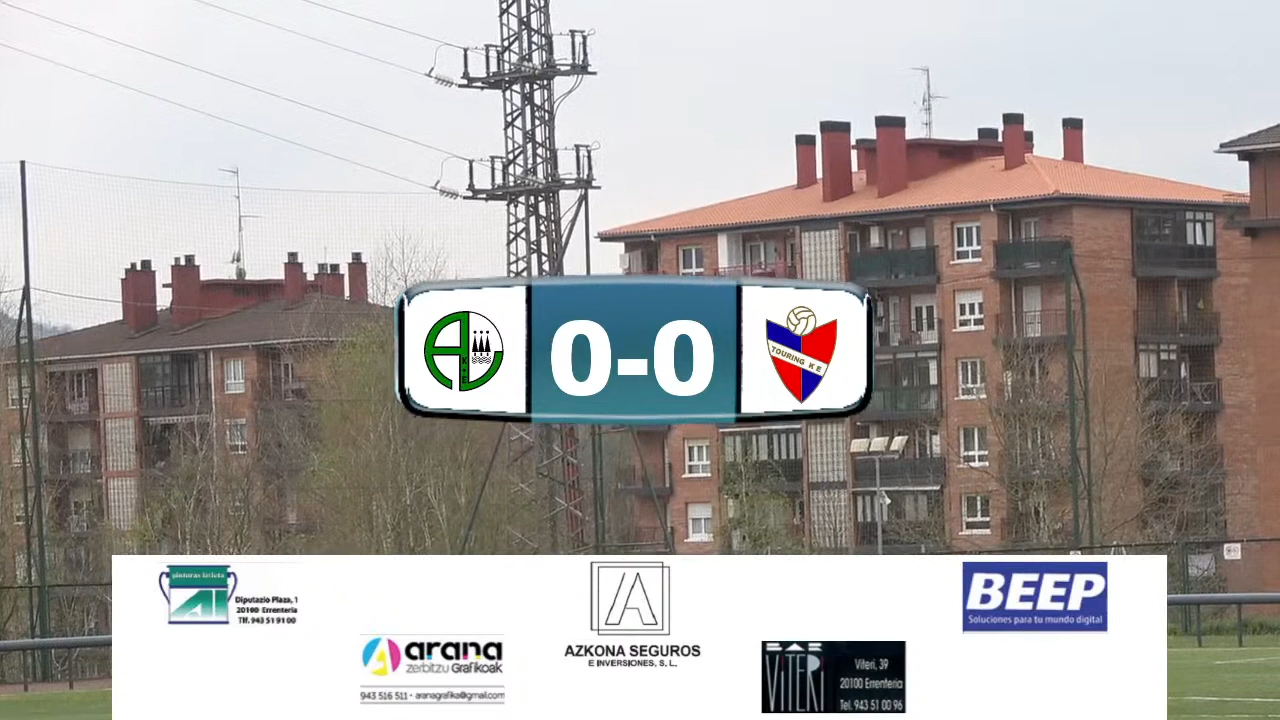 0-0
TOURING K E
K.
E
pinturas
Diputazio Plaza, 1
20100 Errenteria
Tlf. 943 51 91 00
arana
zerbitzu Grafikoak
943 516 511 · aranagrafika@gmail.com
AZKONA SEGUROS
E INVERSIONES, S. L.
BAR
VITERI
Viteri, 39
20100 Errenteria
Tel. 943 51 00 96
BEEP
Soluciones para tu mundo digital